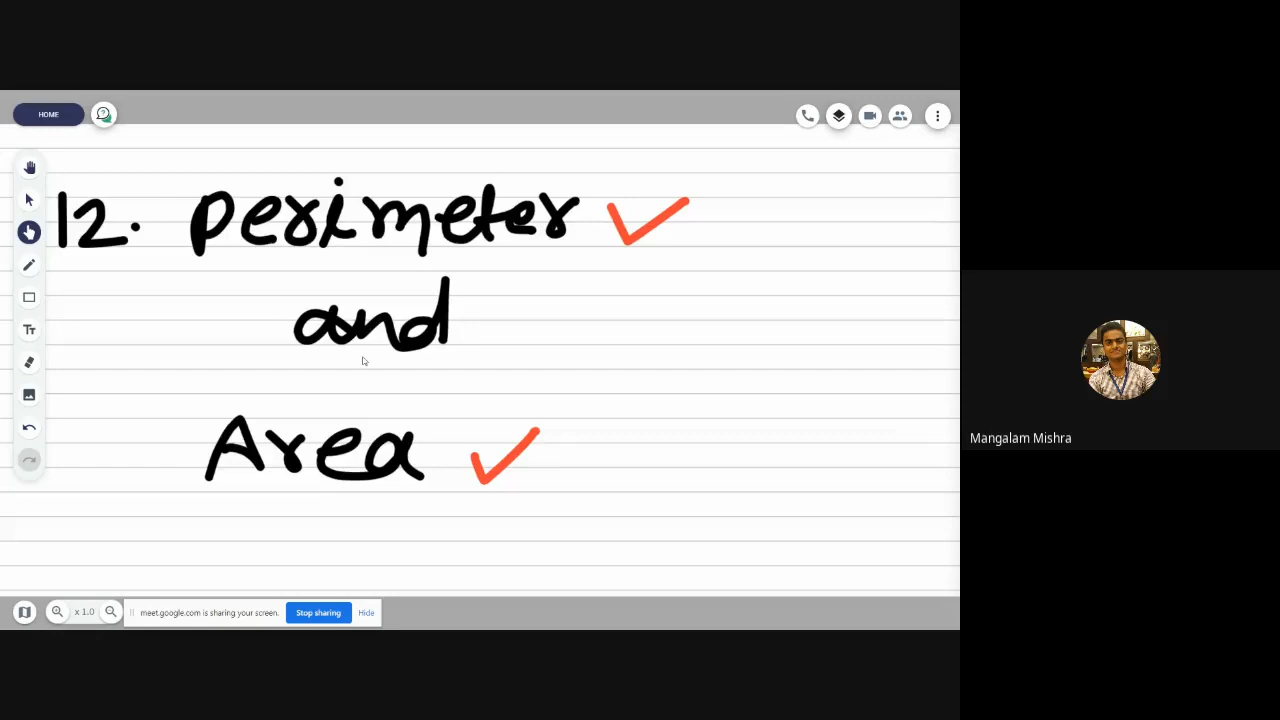 HOME
12. Perimeter
and
Area
Tт
x 1.0
meet.google.com is sharing your screen.
Stop sharing
Hide
Mangalam Mishra